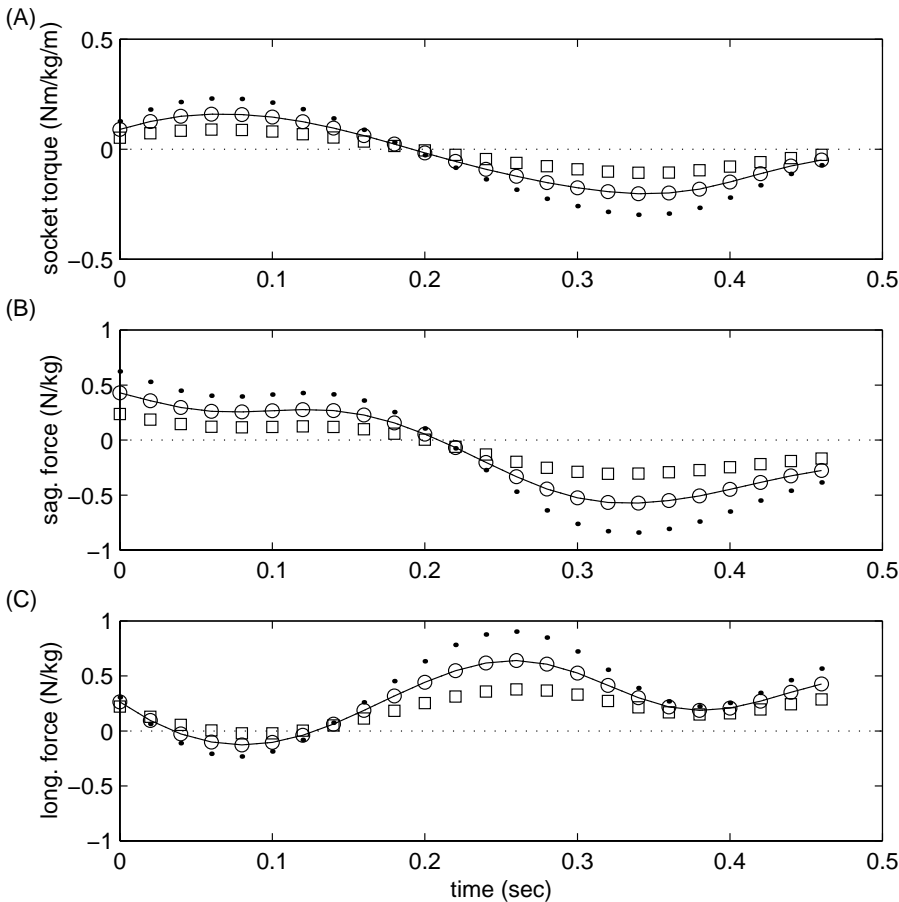 (A)
socket torque (Nm/kg/m)
0.5
0
−0.5
0 0.1 0.2 0.3 0.4 0.5
(B)
sag. force (N/kg)
1
0.5
0
−0.5
−1
0 0.1 0.2 0.3 0.4 0.5
(C)
long. force (N/kg)
1
0.5
0
−0.5
−1
0 0.1 0.2 0.3 0.4 0.5
time (sec)